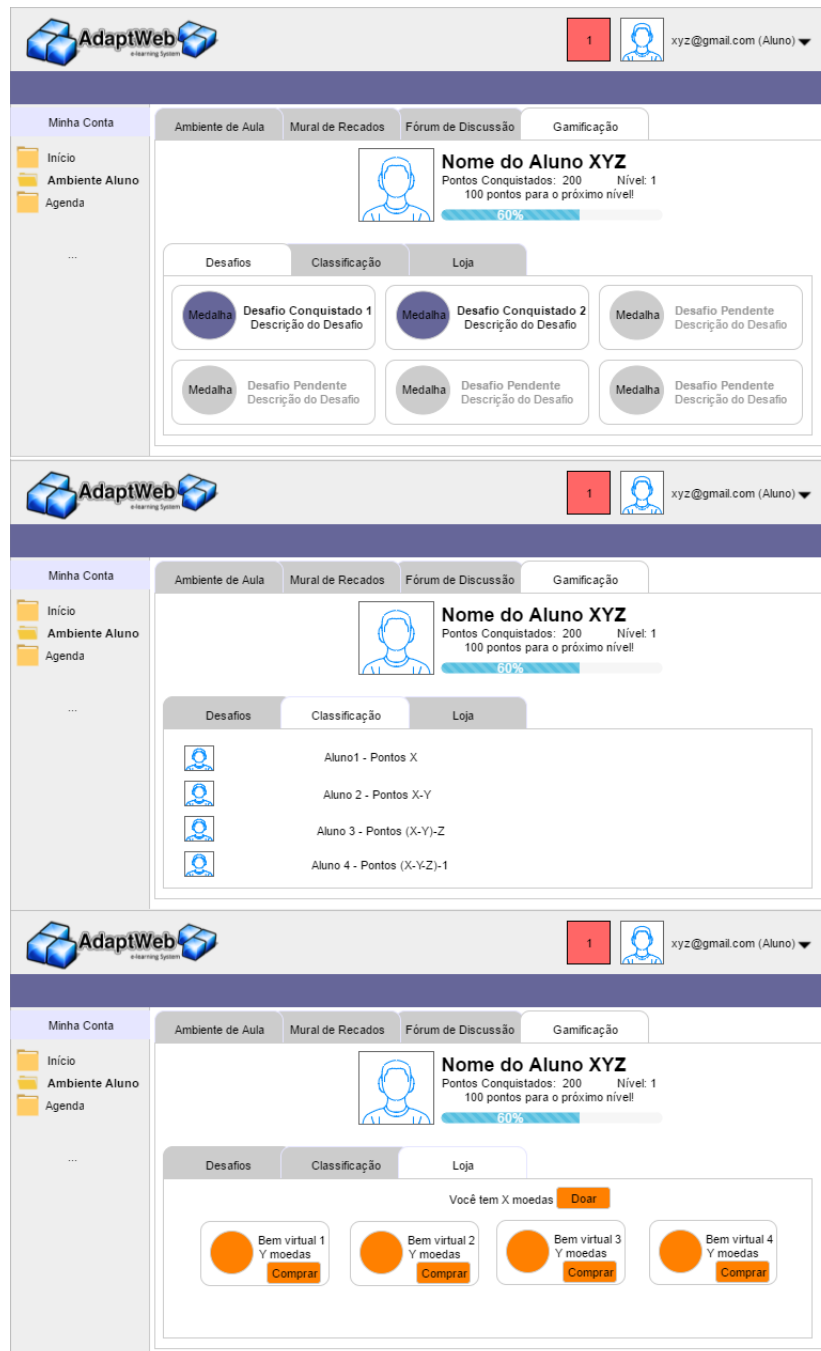 AdaptWeb
e-learning System
1
xyz@gmail.com (Aluno)
Minha Conta
Ambiente de Aula
Mural de Recados
Fórum de Discussão
Gamificação
Início
Ambiente Aluno
Agenda
...
Nome do Aluno XYZ
Pontos Conquistados: 200 Nível: 1
100 pontos para o próximo nível!
60%
Desafios
Classificação
Loja
Medalha
Desafio Conquistado 1
Descrição do Desafio
Medalha
Desafio Conquistado 2
Descrição do Desafio
Medalha
Desafio Pendente
Descrição do Desafio
Medalha
Desafio Pendente
Descrição do Desafio
Medalha
Desafio Pendente
Descrição do Desafio
Medalha
Desafio Pendente
Descrição do Desafio
AdaptWeb
e-learning System
1
xyz@gmail.com (Aluno)
Minha Conta
Ambiente de Aula
Mural de Recados
Fórum de Discussão
Gamificação
Início
Ambiente Aluno
Agenda
...
Nome do Aluno XYZ
Pontos Conquistados: 200 Nível: 1
100 pontos para o próximo nível!
60%
Desafios
Classificação
Loja
Aluno1 - Pontos X
Aluno 2 - Pontos X-Y
Aluno 3 - Pontos (X-Y)-Z
Aluno 4 - Pontos (X-Y-Z)-1
AdaptWeb
e-learning System
1
xyz@gmail.com (Aluno)
Minha Conta
Ambiente de Aula
Mural de Recados
Fórum de Discussão
Gamificação
Início
Ambiente Aluno
Agenda
...
Nome do Aluno XYZ
Pontos Conquistados: 200 Nível: 1
100 pontos para o próximo nível!
60%
Desafios
Classificação
Loja
Você tem X moedas
Doar
Bem virtual 1
Y moedas
Comprar
Bem virtual 2
Y moedas
Comprar
Bem virtual 3
Y moedas
Comprar
Bem virtual 4
Y moedas
Comprar